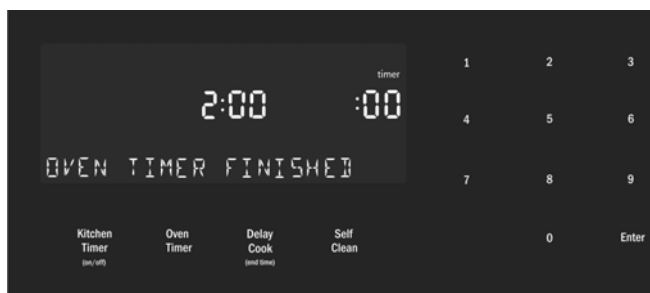 timer
2:00 :00
OVEN TIMER FINISHED
Kitchen Timer (on/off)
Oven Timer
Delay Cook (end time)
Self Clean
1 2 3
4 5 6
7 8 9
0 Enter